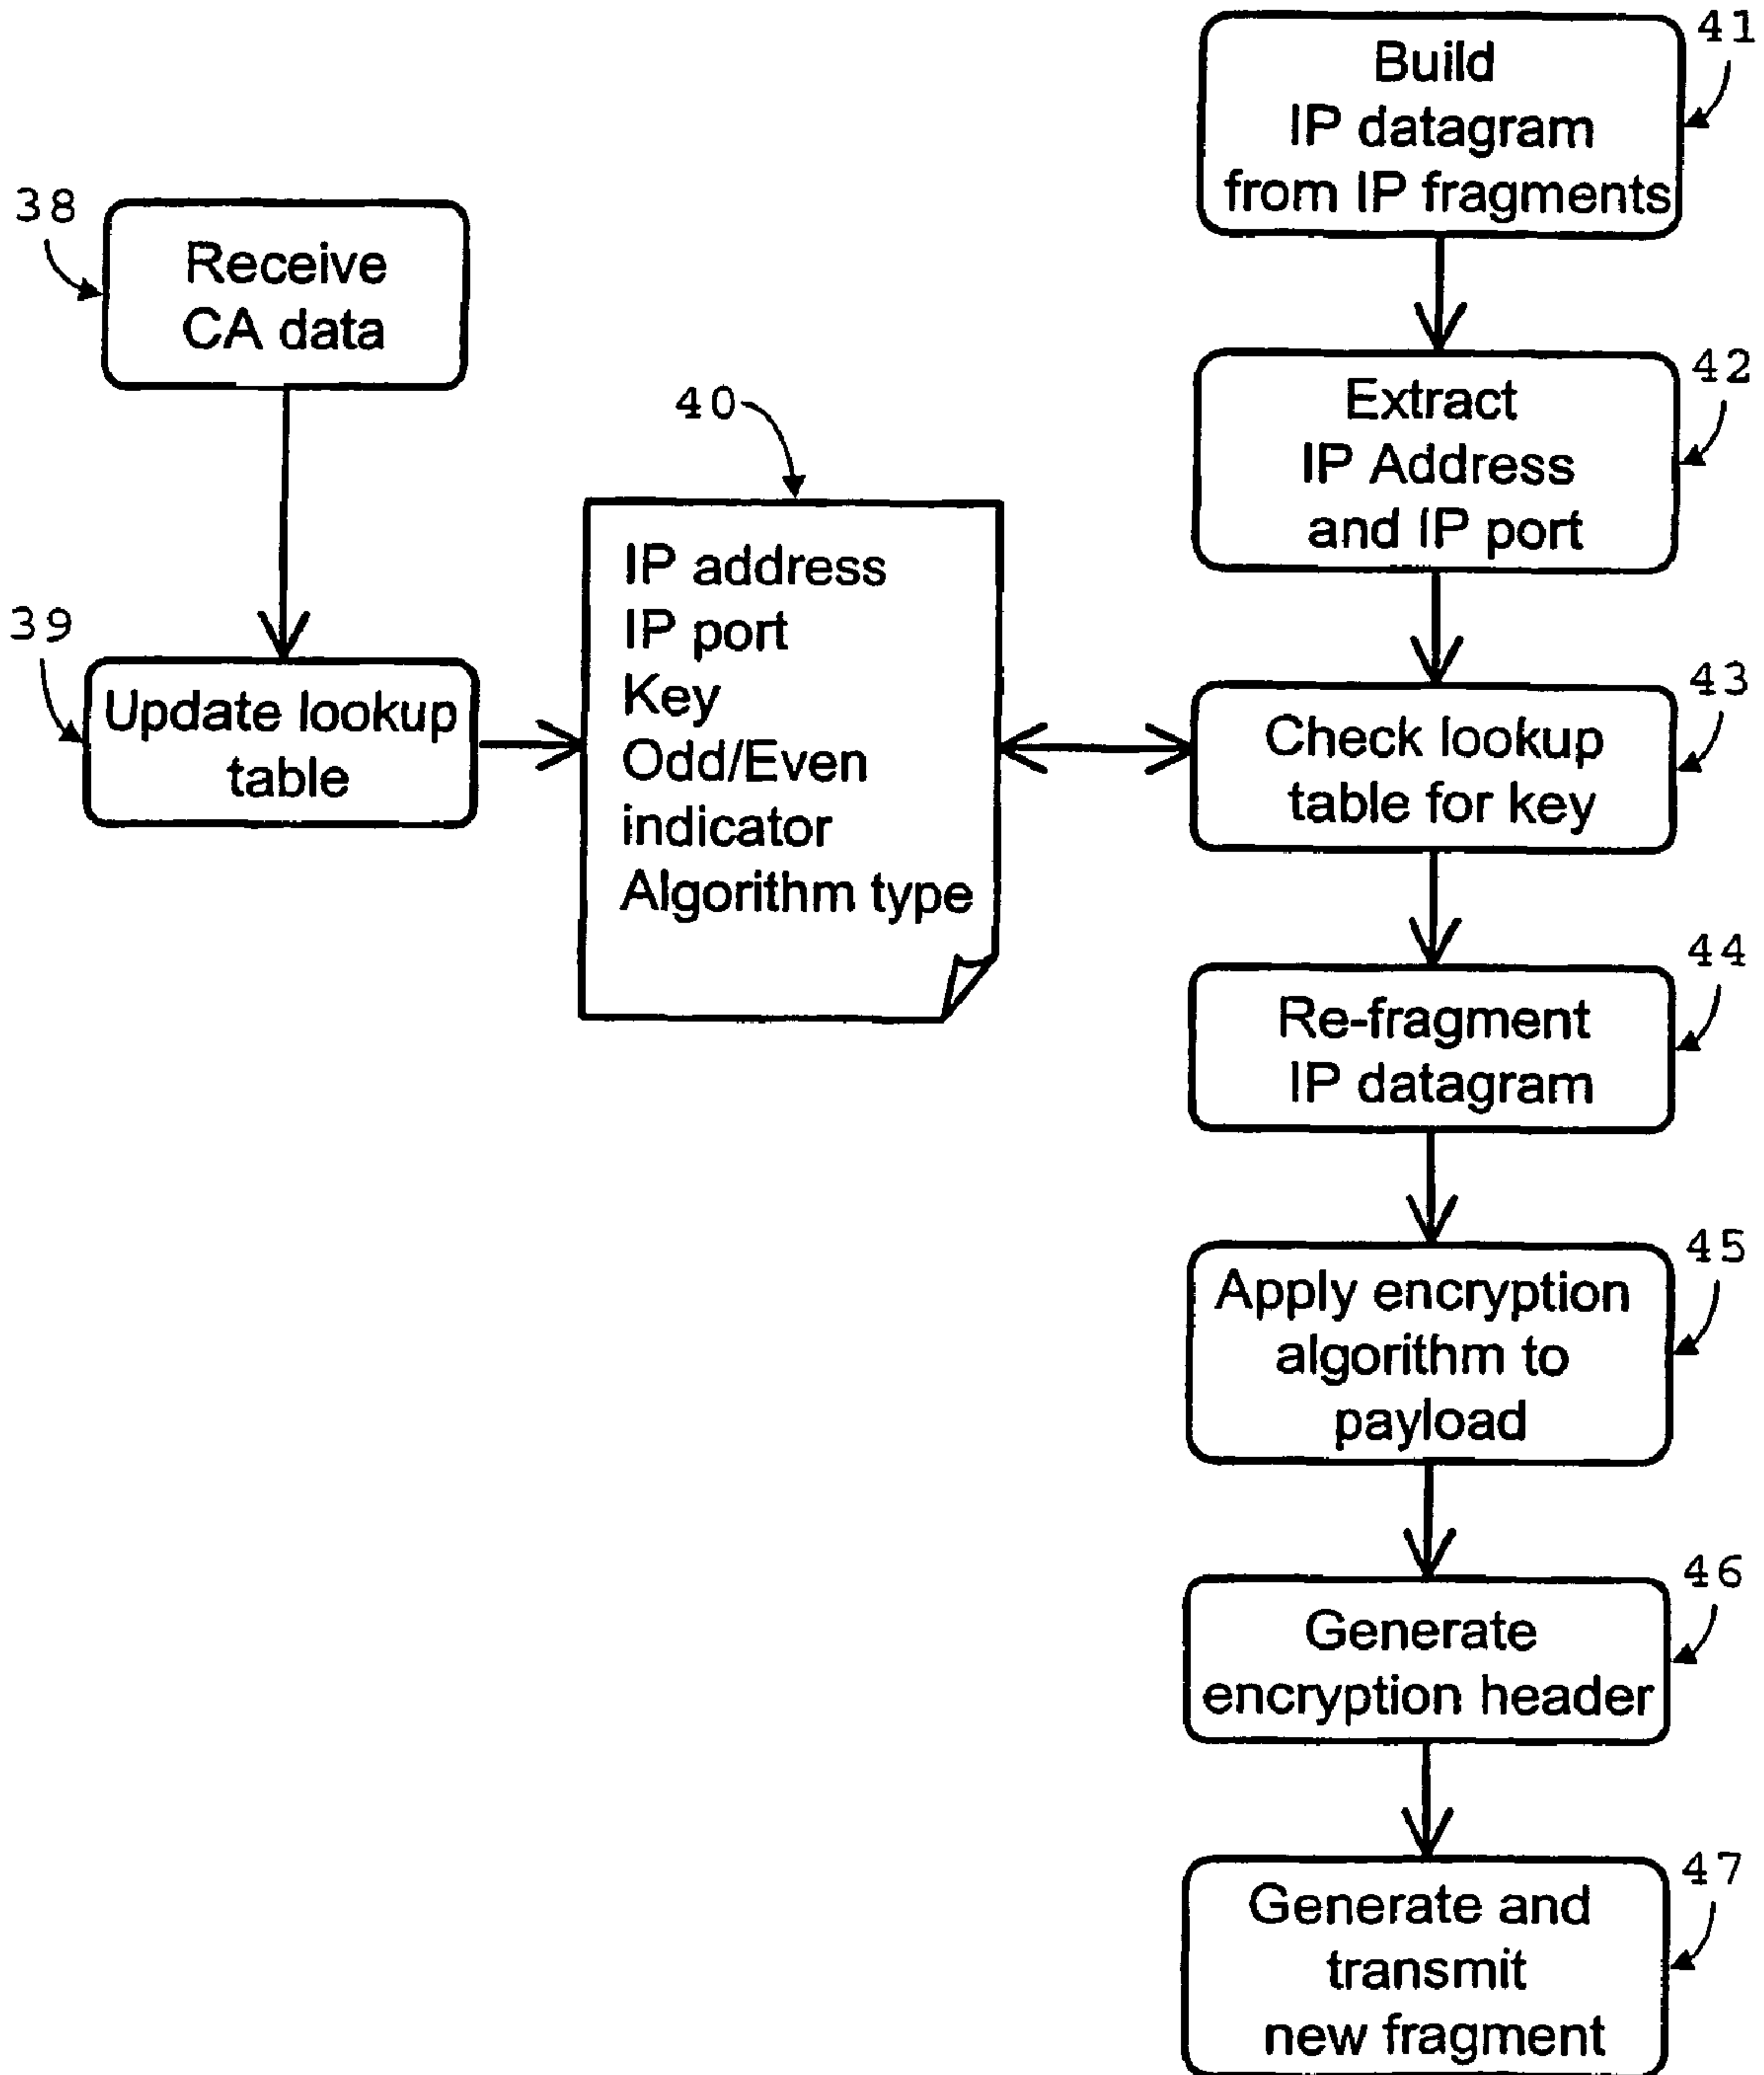 38
Receive
CA data
39
Update lookup
table
40
IP address
IP port
Key
Odd/Even
indicator
Algorithm type
41
Build
IP datagram
from IP fragments
42
Extract
IP Address
and IP port
43
Check lookup
table for key
44
Re-fragment
IP datagram
45
Apply encryption
algorithm to
payload
46
Generate
encryption header
47
Generate and
transmit
new fragment